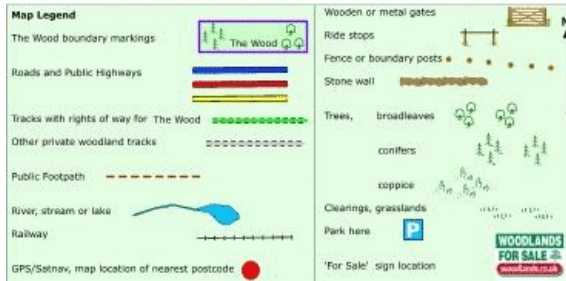 Map Legend
The Wood boundary markings
The Wood
Roads and Public Highways
Tracks with rights of way for The Wood
Other private woodland tracks
Public Footpath
River, stream or lake
Railway
GPS/Satnav, map location of nearest postcode
Wooden or metal gates
Ride stops
Fence or boundary posts
Stone wall
Trees, broadleaves
conifers
coppice
Clearings, grasslands
Park here P
WOODLANDS
FOR SALE
woodlands.co.uk
'For Sale' sign location